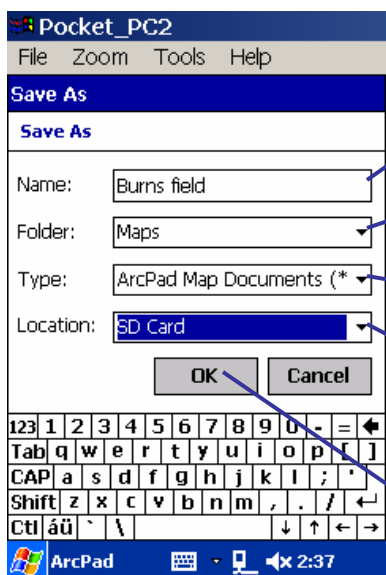 Pocket_PC2
File Zoom Tools Help
Save As
Save As
Name: Burns field
Folder: Maps
Type: ArcPad Map Documents (*
Location: SD Card
OK Cancel
123 1 2 3 4 5 6 7 8 9 0 - =
Tab q w e r t y u i o p [ ]
CAP a s d f g h j k l ; '
Shift z x c v b n m , . /
Ctl áü ` \
ArcPad 2:37